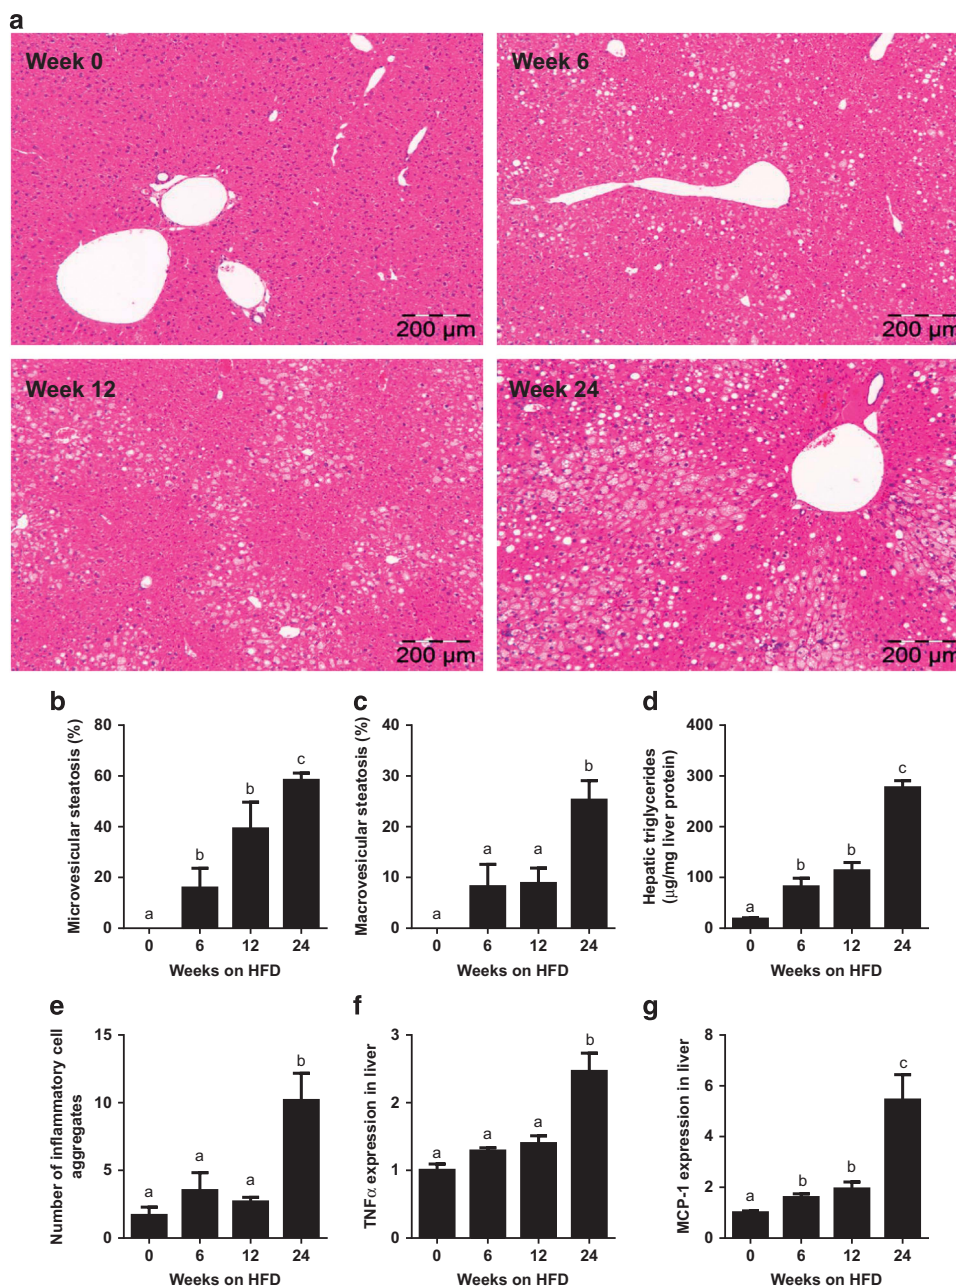 a
Week 0
Week 6
200 µm
200 µm
Week 12
Week 24
200 µm
200 µm
b
Microvesicular steatosis (%)
80
60
40
20
0
a
b
b
c
0 6 12 24
Weeks on HFD
c
Macrovesicular steatosis (%)
40
30
20
10
0
a
a
a
b
0 6 12 24
Weeks on HFD
d
Hepatic triglycerides
(µg/mg liver protein)
400
300
200
100
0
a
b
b
c
0 6 12 24
Weeks on HFD
e
Number of inflammatory cell
aggregates
15
10
5
0
a
a
a
b
0 6 12 24
Weeks on HFD
f
TNFα expression in liver
3
2
1
0
a
a
a
b
0 6 12 24
Weeks on HFD
g
MCP-1 expression in liver
8
6
4
2
0
a
b
b
c
0 6 12 24
Weeks on HFD